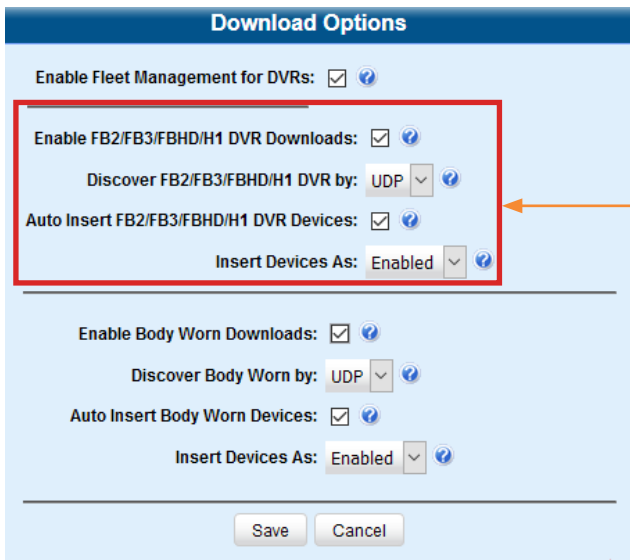 Download Options
Enable Fleet Management for DVRs:
Enable FB2/FB3/FBHD/H1 DVR Downloads:
Discover FB2/FB3/FBHD/H1 DVR by: UDP
Auto Insert FB2/FB3/FBHD/H1 DVR Devices:
Insert Devices As: Enabled
Enable Body Worn Downloads:
Discover Body Worn by: UDP
Auto Insert Body Worn Devices:
Insert Devices As: Enabled
Save Cancel